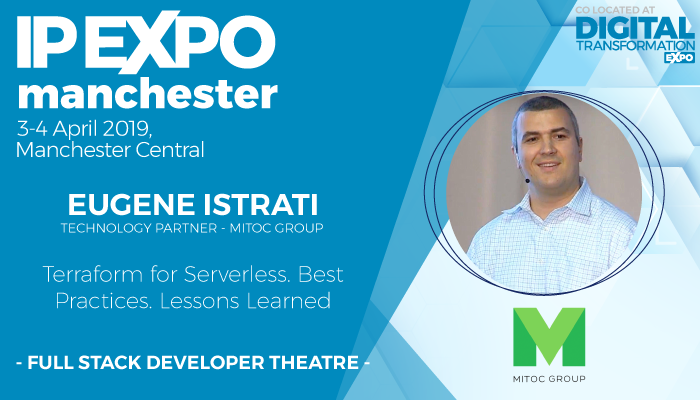 IP EXPO
manchester
3-4 April 2019,
Manchester Central
CO LOCATED AT
DIGITAL
TRANSFORMATION
EXPO
EUGENE ISTRATI
TECHNOLOGY PARTNER - MITOC GROUP
Terraform for Serverless. Best
Practices. Lessons Learned
- FULL STACK DEVELOPER THEATRE -
M
MITOC GROUP